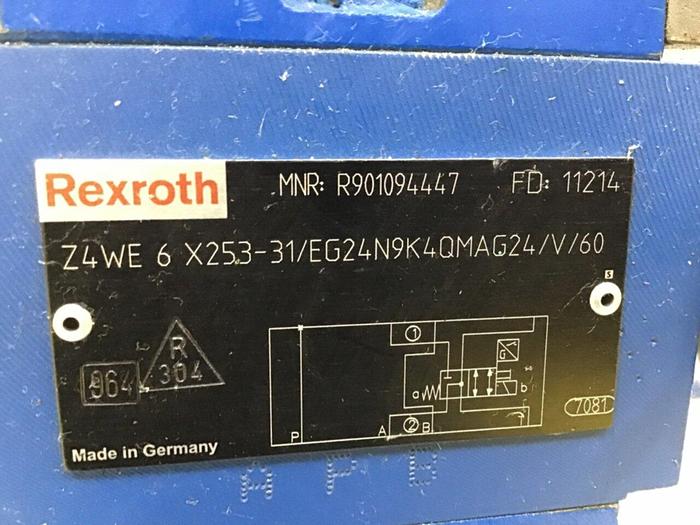 Rexroth MNR: R901094447 FD: 11214
Z4WE 6 X253-31/EG24N9K4QMAG24/V/60
S
R
304
964
1
G
a
b
P A 2 B
7081
Made in Germany
A P B